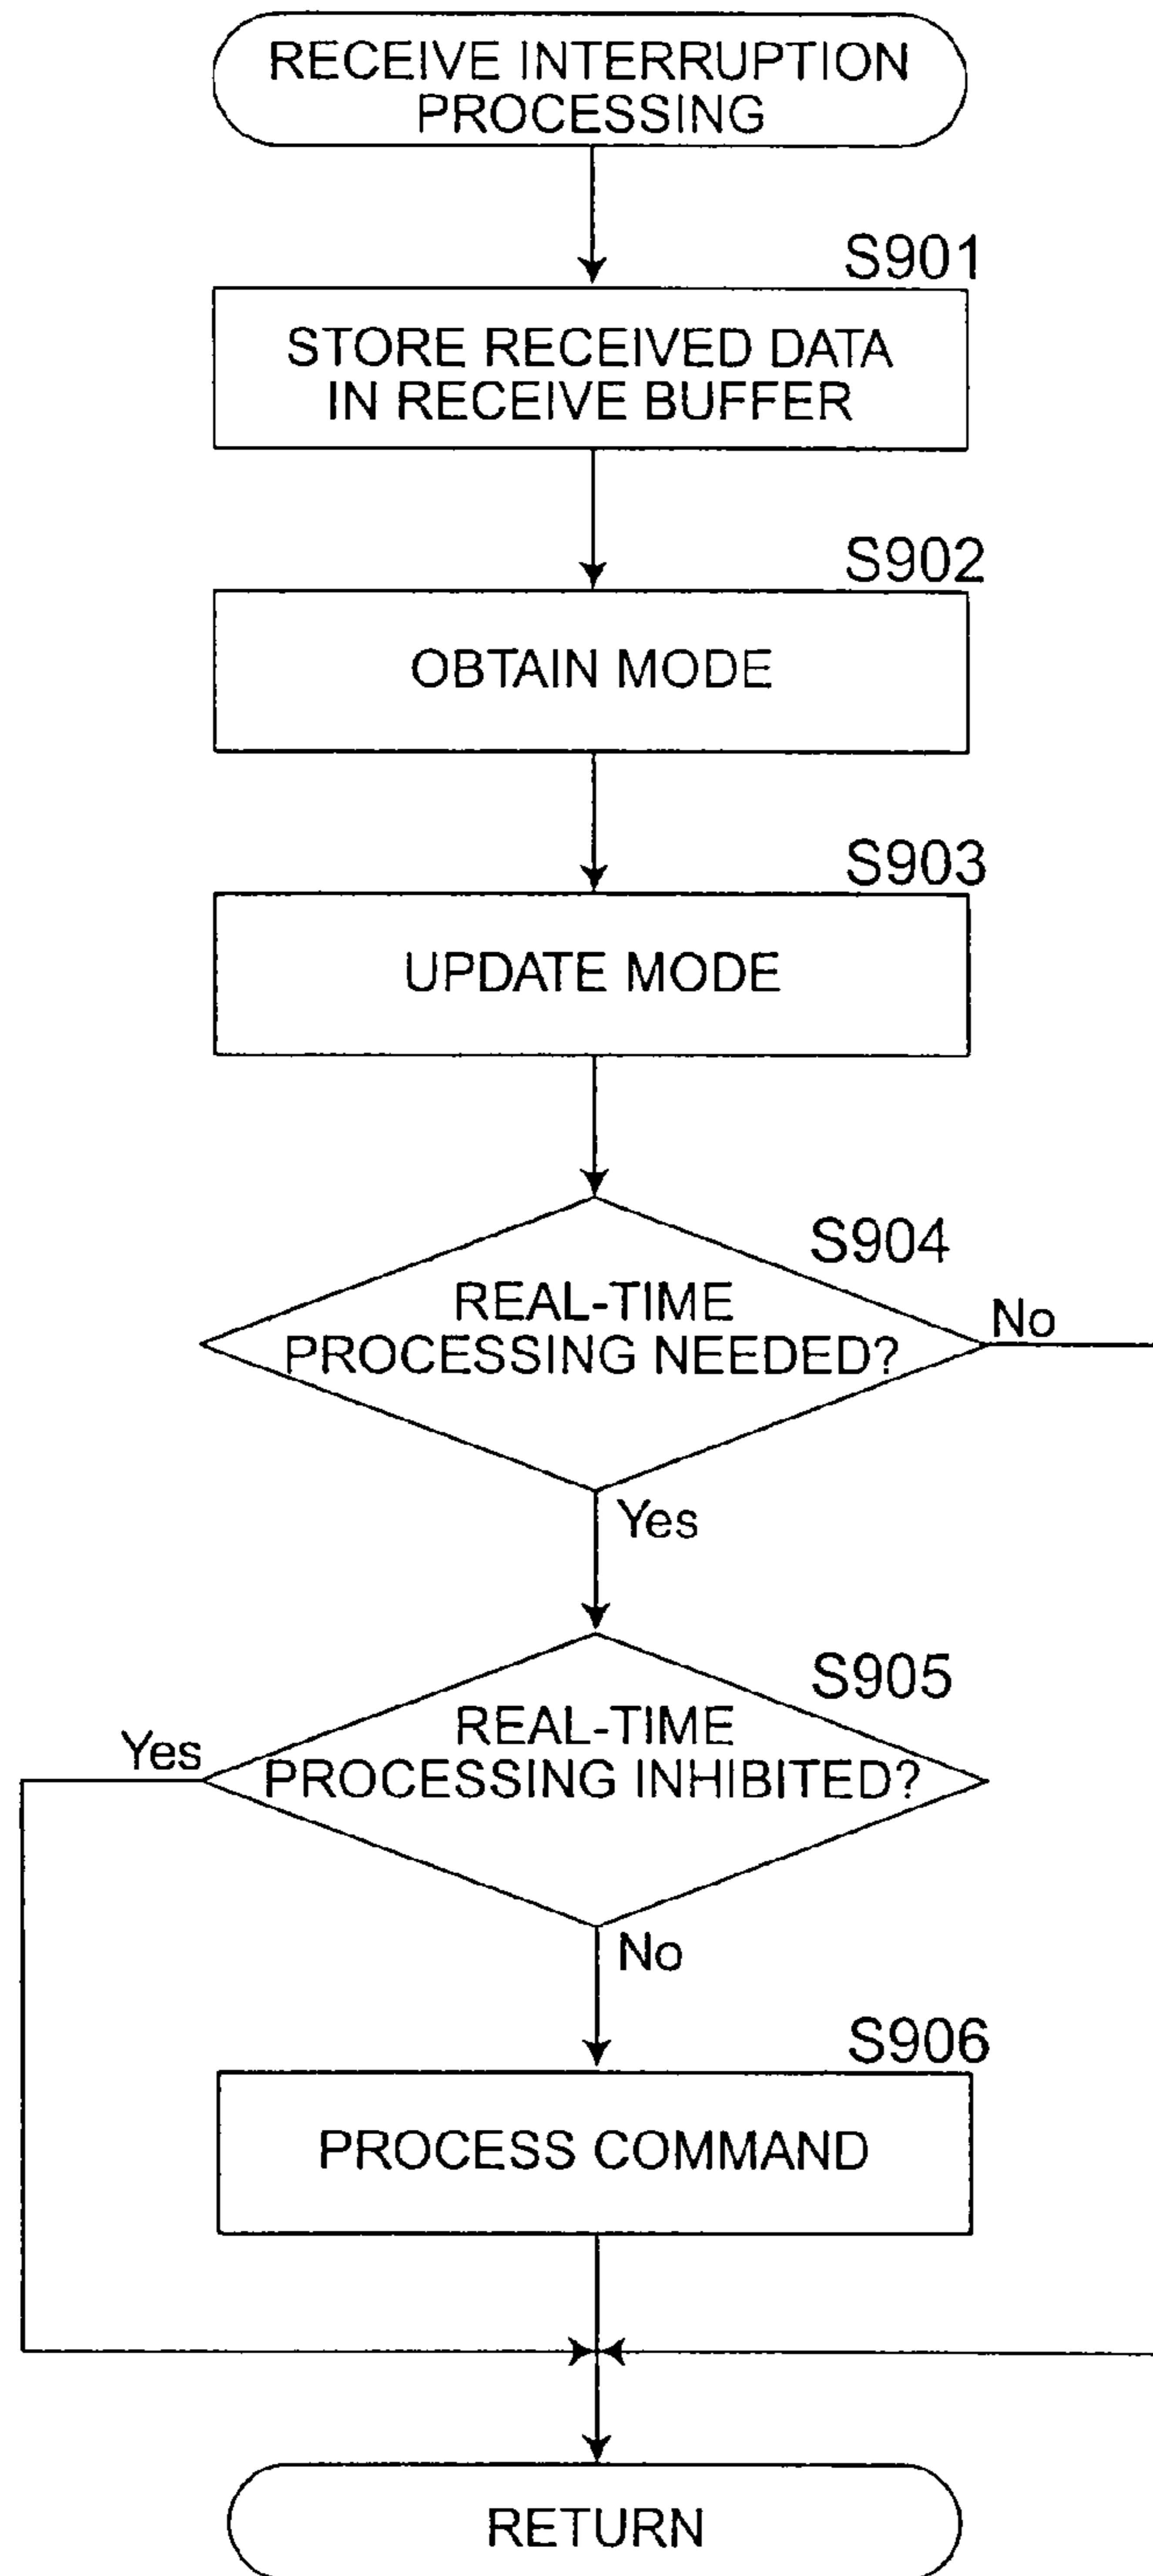 RECEIVE INTERRUPTION
PROCESSING
S901
STORE RECEIVED DATA
IN RECEIVE BUFFER
S902
OBTAIN MODE
S903
UPDATE MODE
S904
REAL-TIME
PROCESSING NEEDED?
No
Yes
S905
REAL-TIME
PROCESSING INHIBITED?
Yes
No
S906
PROCESS COMMAND
RETURN